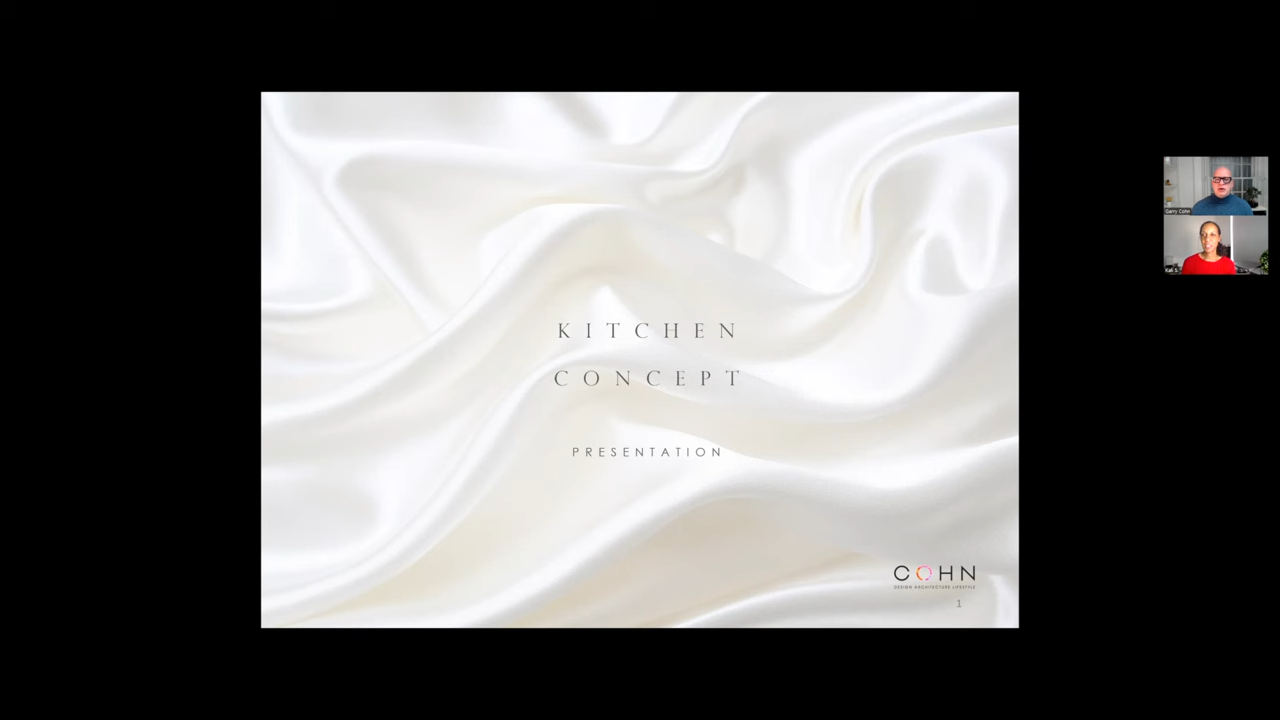 KITCHEN
CONCEPT
PRESENTATION
COHN
DESIGN ARCHITECTURE LIFESTYLE
1
Garry Cohn